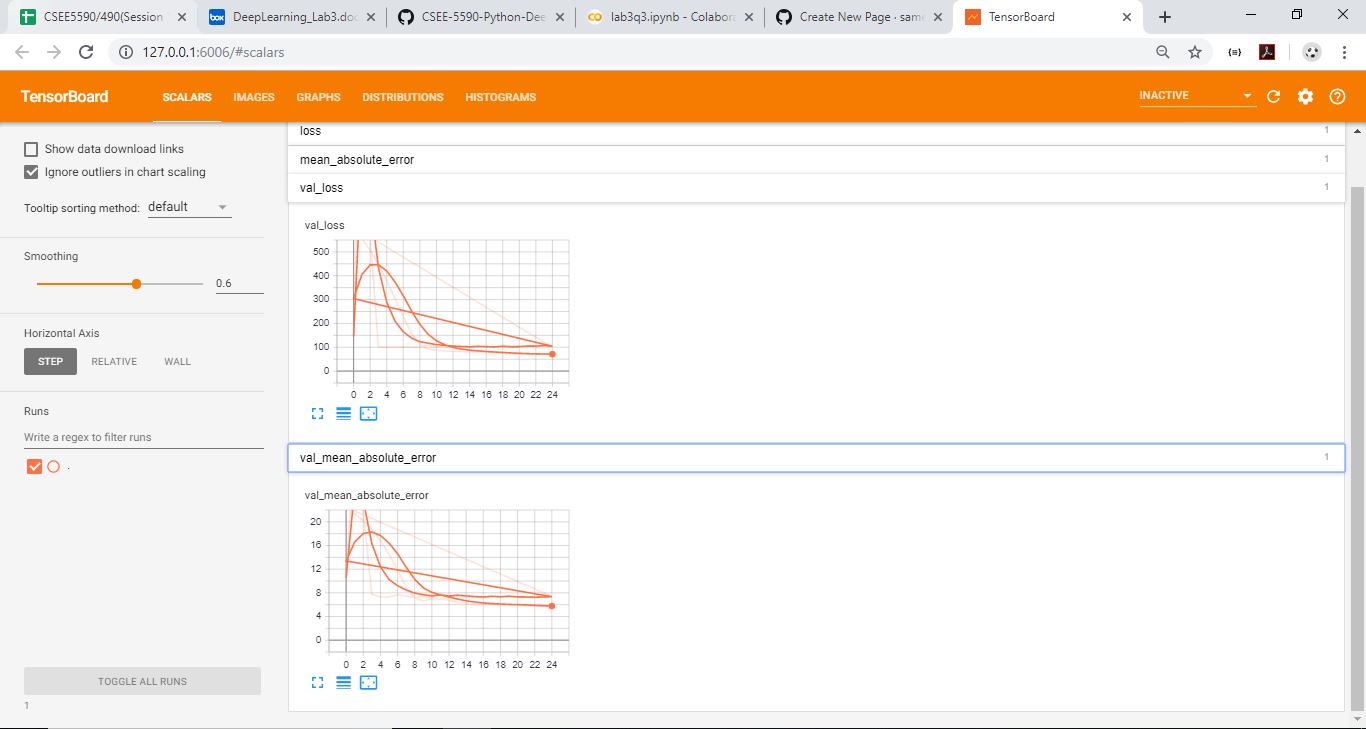 CSEE5590/490(Session
DeepLearning_Lab3.doc
CSEE-5590-Python-Dee
lab3q3.ipynb - Colabora
Create New Page · same
TensorBoard
127.0.0.1:6006/#scalars
TensorBoard
SCALARS IMAGES GRAPHS DISTRIBUTIONS HISTOGRAMS
INACTIVE
Show data download links
Ignore outliers in chart scaling
Tooltip sorting method: default
Smoothing
0.6
Horizontal Axis
STEP RELATIVE WALL
Runs
Write a regex to filter runs
.
TOGGLE ALL RUNS
1
loss 1
mean_absolute_error 1
val_loss 1
val_loss
500
400
300
200
100
0
0 2 4 6 8 10 12 14 16 18 20 22 24
val_mean_absolute_error 1
val_mean_absolute_error
20
16
12
8
4
0
0 2 4 6 8 10 12 14 16 18 20 22 24